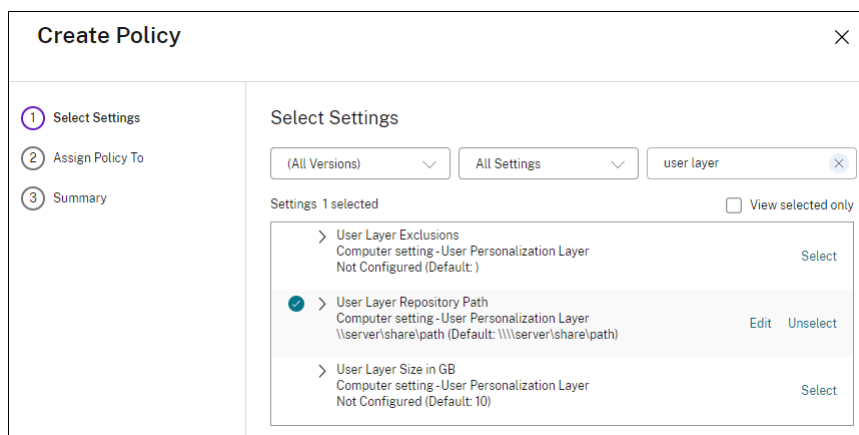 Create Policy
1 Select Settings
2 Assign Policy To
3 Summary
Select Settings
(All Versions) All Settings user layer
Settings 1 selected View selected only
User Layer Exclusions
Computer setting - User Personalization Layer
Not Configured (Default: )
Select
User Layer Repository Path
Computer setting - User Personalization Layer
\\server\share\path (Default: \\\\server\share\path)
Edit Unselect
User Layer Size in GB
Computer setting - User Personalization Layer
Not Configured (Default: 10)
Select